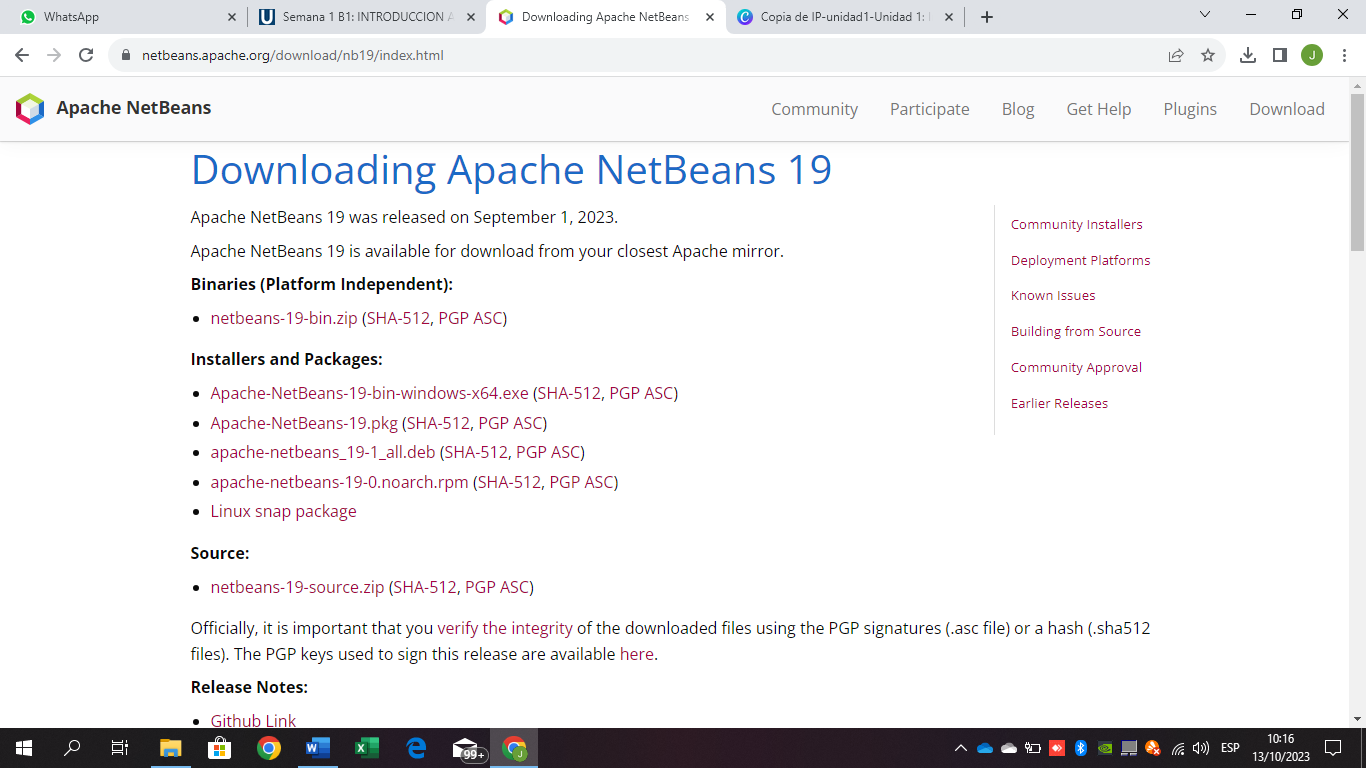 WhatsApp
Semana 1 B1: INTRODUCCION A
Downloading Apache NetBeans
Copia de IP-unidad1-Unidad 1:
netbeans.apache.org/download/nb19/index.html
J
Apache NetBeans
Community
Participate
Blog
Get Help
Plugins
Download
Downloading Apache NetBeans 19
Apache NetBeans 19 was released on September 1, 2023.
Apache NetBeans 19 is available for download from your closest Apache mirror.
Binaries (Platform Independent):
netbeans-19-bin.zip (SHA-512, PGP ASC)
Installers and Packages:
Apache-NetBeans-19-bin-windows-x64.exe (SHA-512, PGP ASC)
Apache-NetBeans-19.pkg (SHA-512, PGP ASC)
apache-netbeans_19-1_all.deb (SHA-512, PGP ASC)
apache-netbeans-19-0.noarch.rpm (SHA-512, PGP ASC)
Linux snap package
Source:
netbeans-19-source.zip (SHA-512, PGP ASC)
Officially, it is important that you verify the integrity of the downloaded files using the PGP signatures (.asc file) or a hash (.sha512
files). The PGP keys used to sign this release are available here.
Release Notes:
Github Link
Community Installers
Deployment Platforms
Known Issues
Building from Source
Community Approval
Earlier Releases
99+
J
ESP
10:16
13/10/2023